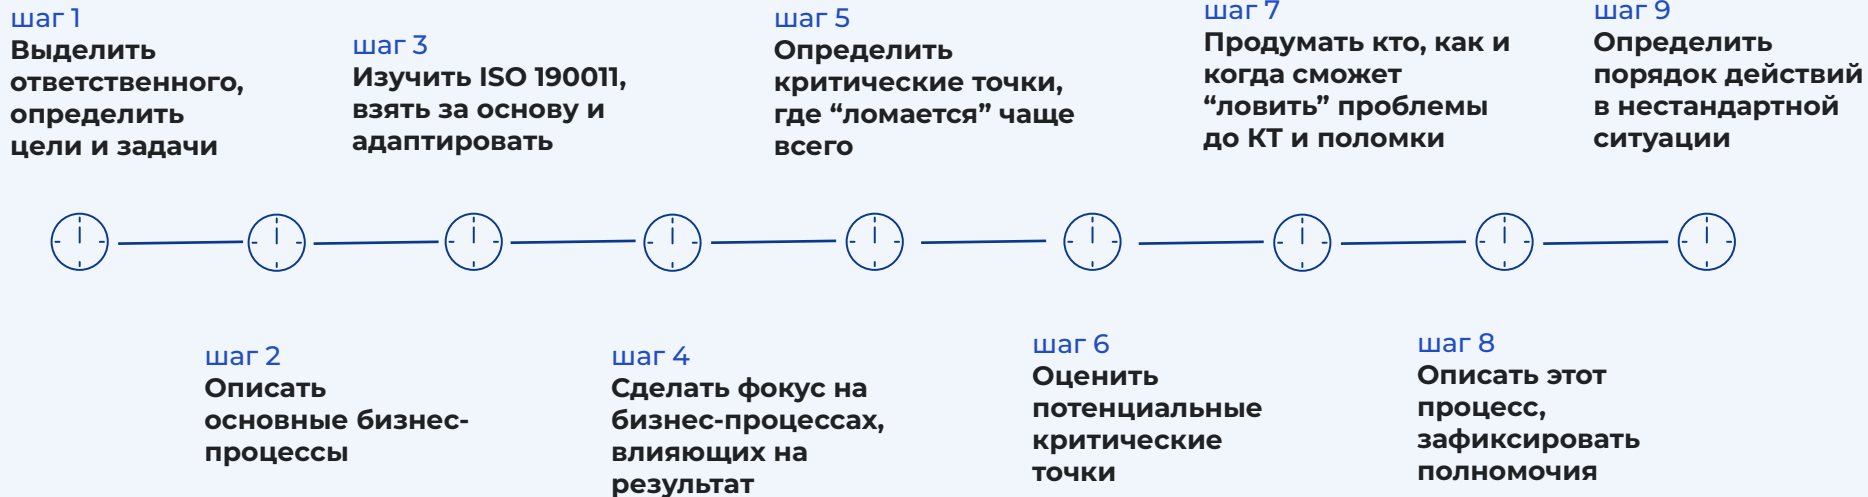 шаг 1
Выделить
ответственного,
определить
цели и задачи
шаг 2
Описать
основные бизнес-
процессы
шаг 3
Изучить ISO 190011,
взять за основу и
адаптировать
шаг 4
Сделать фокус на
бизнес-процессах,
влияющих на
результат
шаг 5
Определить
критические точки,
где “ломается” чаще
всего
шаг 6
Оценить
потенциальные
критические
точки
шаг 7
Продумать кто, как и
когда сможет
“ловить” проблемы
до КТ и поломки
шаг 8
Описать этот
процесс,
зафиксировать
полномочия
шаг 9
Определить
порядок действий
в нестандартной
ситуации